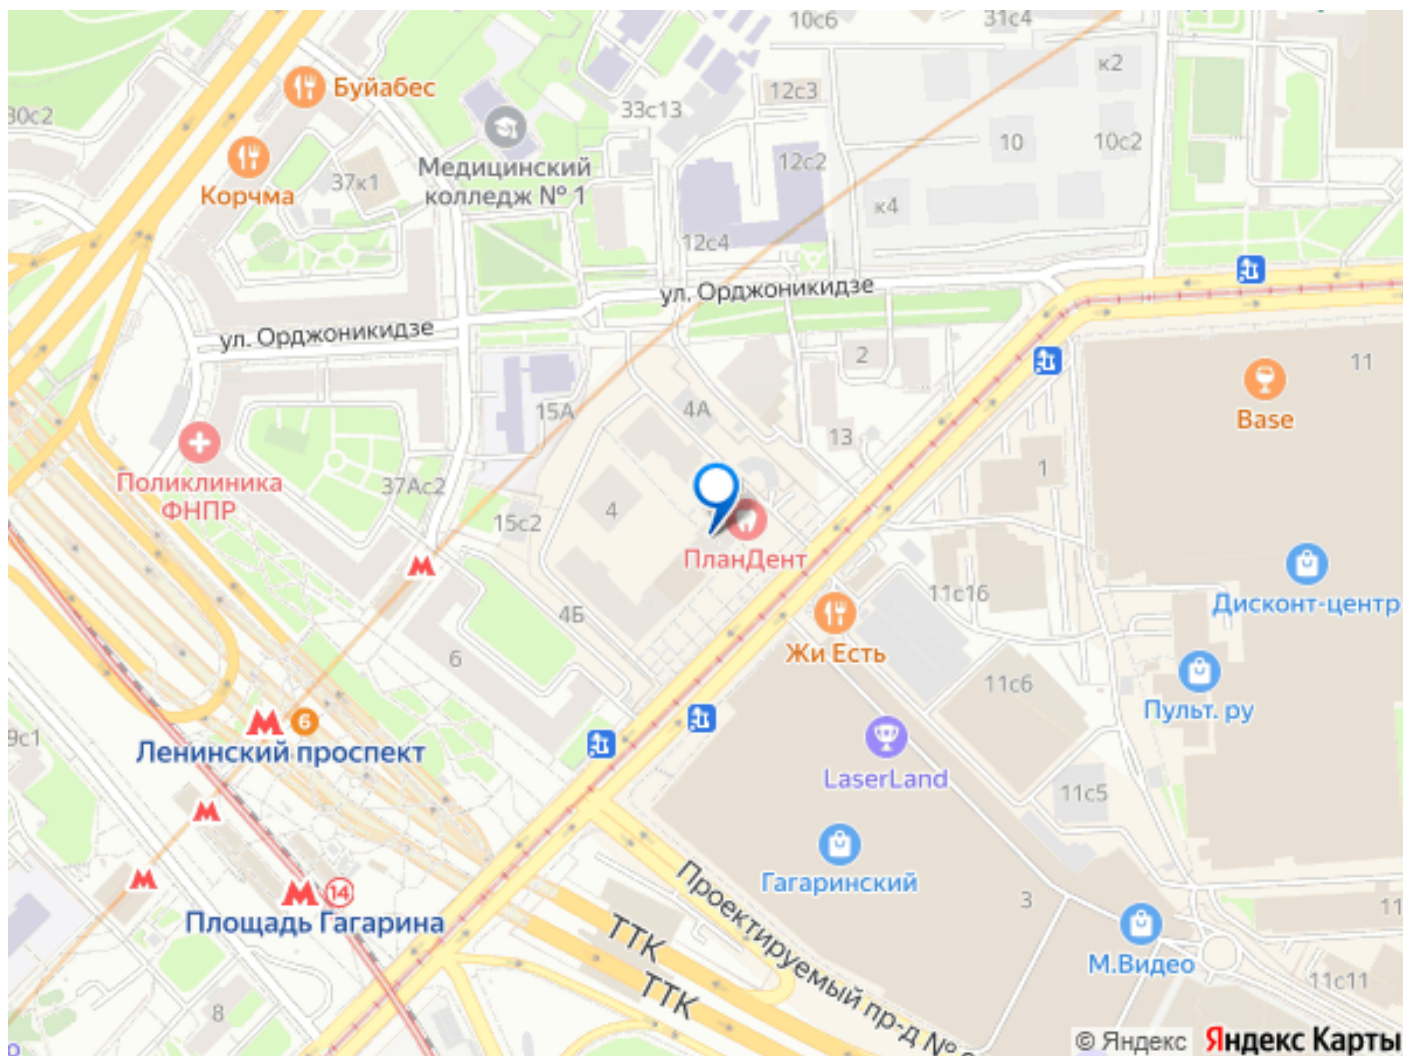 10с6
31с4
Буйабес
к2
12с3
30с2
33с13
Корчма
37к1
Медицинский
колледж № 1
12с2
10
10с2
к4
12с4
ул. Орджоникидзе
ул. Орджоникидзе
2
11
Base
15А
4А
13
1
Поликлиника
ФНПР
37Ас2
4
15с2
ПланДент
11с16
Дисконт-центр
4Б
Жи Есть
6
11с6
Пульт.ру
М 6
Ленинский проспект
9с1
LaserLand
11с5
М
М
М
М 14
Площадь Гагарина
Гагаринский
3
11
ТТК
ТТК
Проектируемый пр-д №
М.Видео
11с11
8
© Яндекс Яндекс Карты